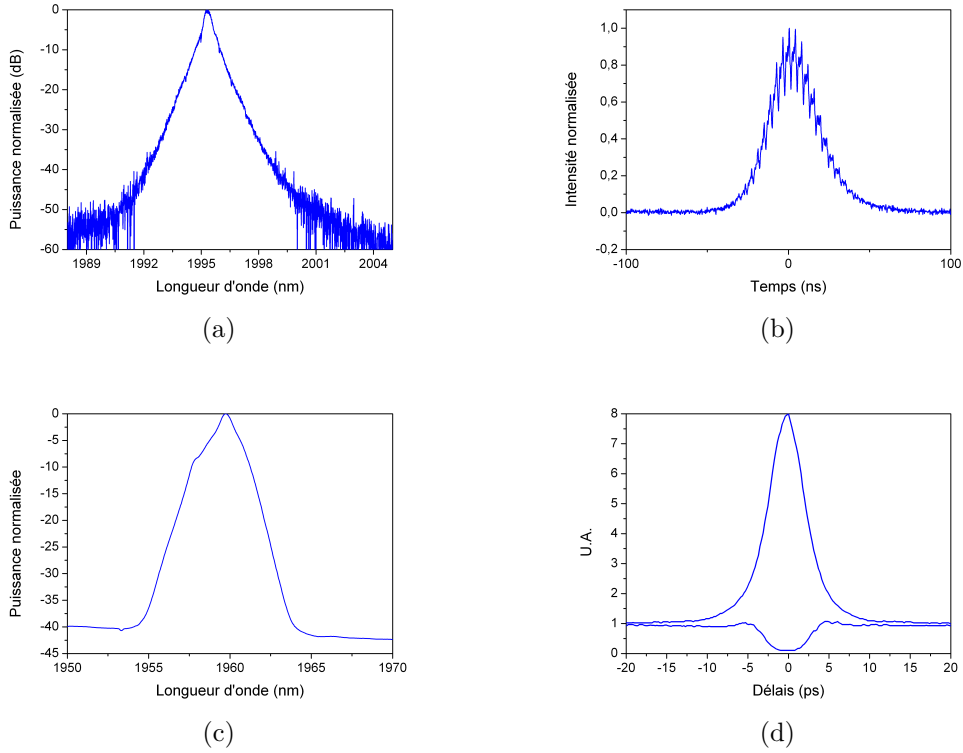 Puissance normalisée (dB)
0
-10
-20
-30
-40
-50
-60
1989 1992 1995 1998 2001 2004
Longueur d'onde (nm)
(a)
Intensité normalisée
1,0
0,8
0,6
0,4
0,2
0,0
-0,2
-100 -50 0 50 100
Temps (ns)
(b)
Puissance normalisée
0
-5
-10
-15
-20
-25
-30
-35
-40
-45
1950 1955 1960 1965 1970
Longueur d'onde (nm)
(c)
U.A.
8
7
6
5
4
3
2
1
0
-20 -15 -10 -5 0 5 10 15 20
Délais (ps)
(d)